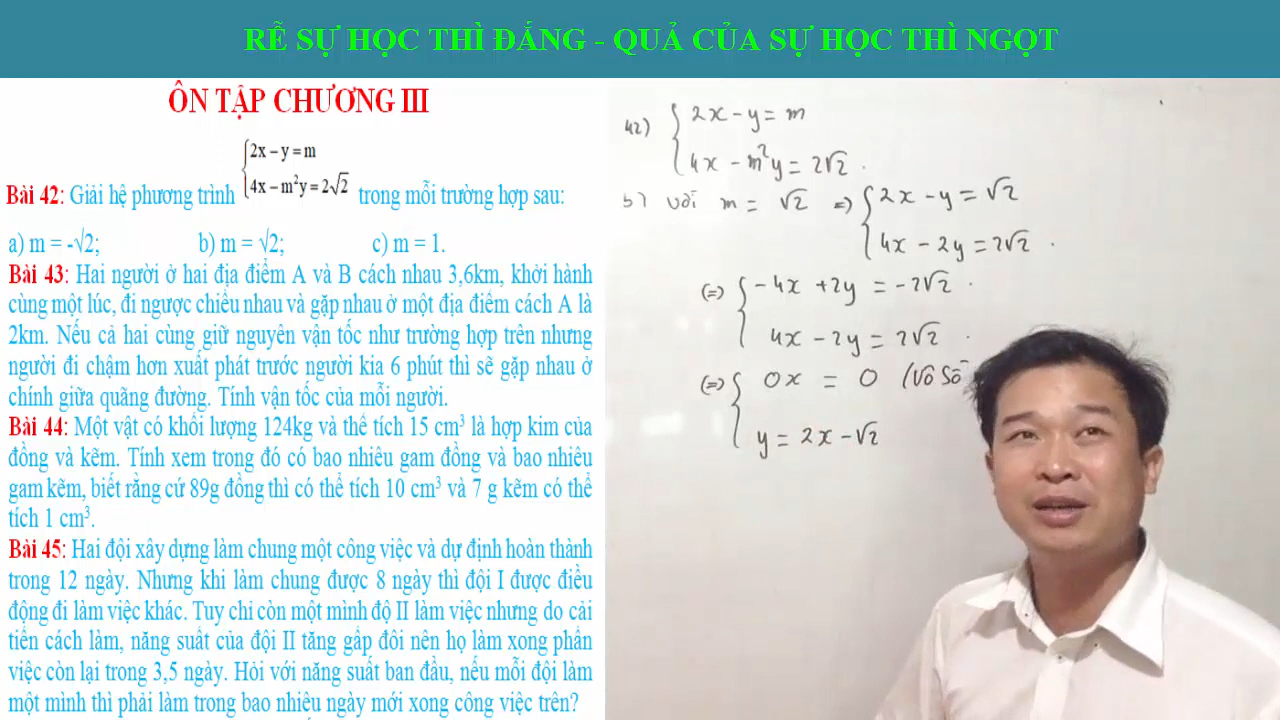 RỄ SỰ HỌC THÌ ĐẮNG - QUẢ CỦA SỰ HỌC THÌ NGỌT
ÔN TẬP CHƯƠNG III
2x – y = m
Bài 42: Giải hệ phương trình 4x – m²y = 2√2 trong mỗi trường hợp sau:
a) m = -√2; b) m = √2; c) m = 1.
Bài 43: Hai người ở hai địa điểm A và B cách nhau 3,6km, khởi hành
cùng một lúc, đi ngược chiều nhau và gặp nhau ở một địa điểm cách A là
2km. Nếu cả hai cùng giữ nguyên vận tốc như trường hợp trên nhưng
người đi chậm hơn xuất phát trước người kia 6 phút thì sẽ gặp nhau ở
chính giữa quãng đường. Tính vận tốc của mỗi người.
Bài 44: Một vật có khối lượng 124kg và thể tích 15 cm³ là hợp kim của
đồng và kẽm. Tính xem trong đó có bao nhiêu gam đồng và bao nhiêu
gam kẽm, biết rằng cứ 89g đồng thì có thể tích 10 cm³ và 7 g kẽm có thể
tích 1 cm³.
Bài 45: Hai đội xây dựng làm chung một công việc và dự định hoàn thành
trong 12 ngày. Nhưng khi làm chung được 8 ngày thì đội I được điều
động đi làm việc khác. Tuy chỉ còn một mình độ II làm việc nhưng do cải
tiến cách làm, năng suất của đội II tăng gấp đôi nên họ làm xong phần
việc còn lại trong 3,5 ngày. Hỏi với năng suất ban đầu, nếu mỗi đội làm
một mình thì phải làm trong bao nhiêu ngày mới xong công việc trên?
42) 2x - y = m
4x - m²y = 2√2.
b) với m = √2 => 2x - y = √2
4x - 2y = 2√2.
(=) -4x + 2y = -2√2.
4x - 2y = 2√2.
(=) 0x = 0 (Vô Số
y = 2x - √2